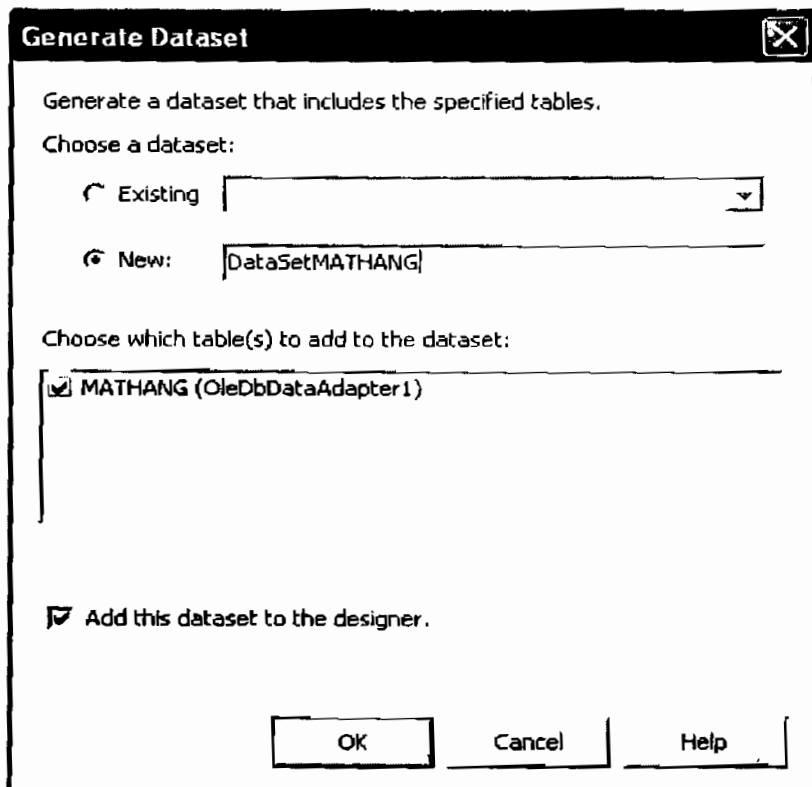 Generate Dataset
Generate a dataset that includes the specified tables.
Choose a dataset:
Existing
New: DataSetMATHANG
Choose which table(s) to add to the dataset:
MATHANG (OleDbDataAdapter1)
Add this dataset to the designer.
OK Cancel Help